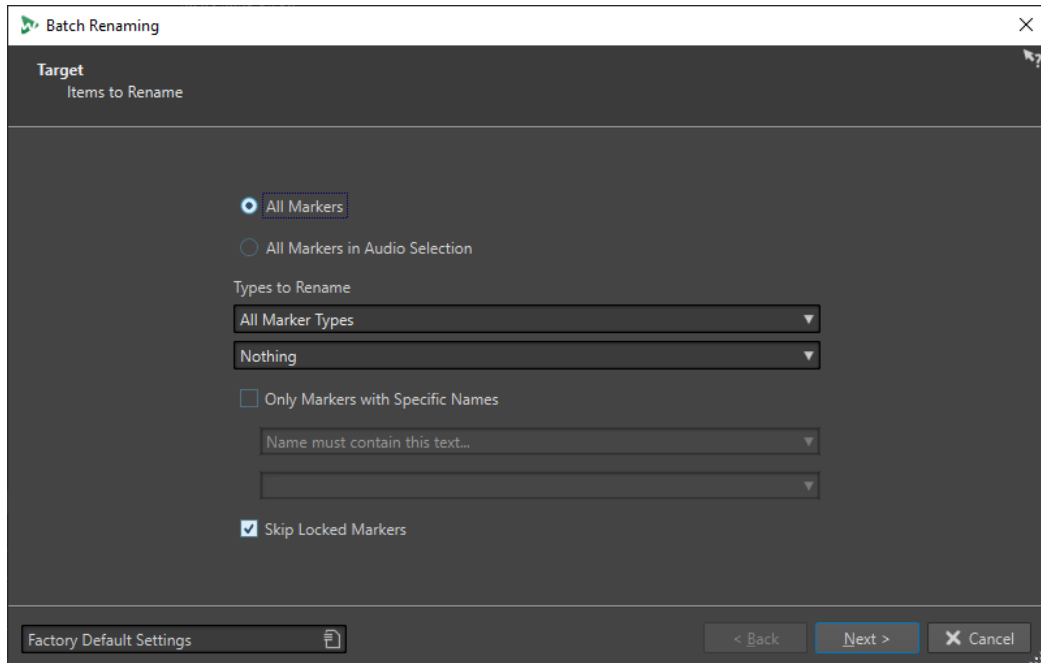 Batch Renaming
Target
Items to Rename
All Markers
All Markers in Audio Selection
Types to Rename
All Marker Types
Nothing
Only Markers with Specific Names
Name must contain this text...
Skip Locked Markers
Factory Default Settings
< Back
Next >
Cancel